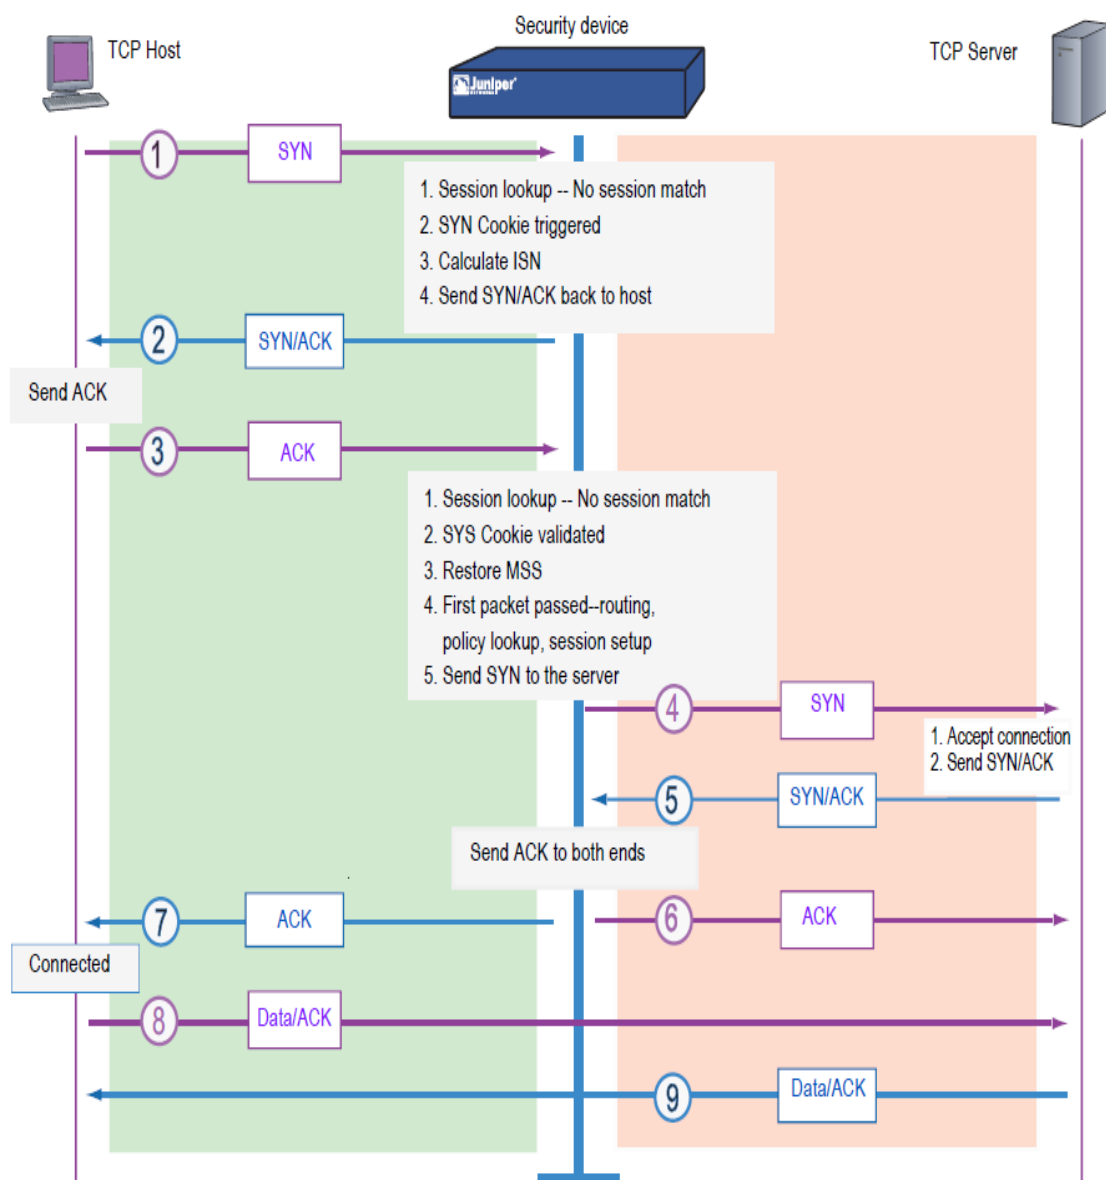 Security device
TCP Host
TCP Server
Juniper
NETWORKS
1
SYN
1. Session lookup -- No session match
2. SYN Cookie triggered
3. Calculate ISN
4. Send SYN/ACK back to host
2
SYN/ACK
Send ACK
3
ACK
1. Session lookup -- No session match
2. SYS Cookie validated
3. Restore MSS
4. First packet passed--routing,
policy lookup, session setup
5. Send SYN to the server
4
SYN
1. Accept connection
2. Send SYN/ACK
5
SYN/ACK
Send ACK to both ends
7
ACK
6
ACK
Connected
8
Data/ACK
9
Data/ACK